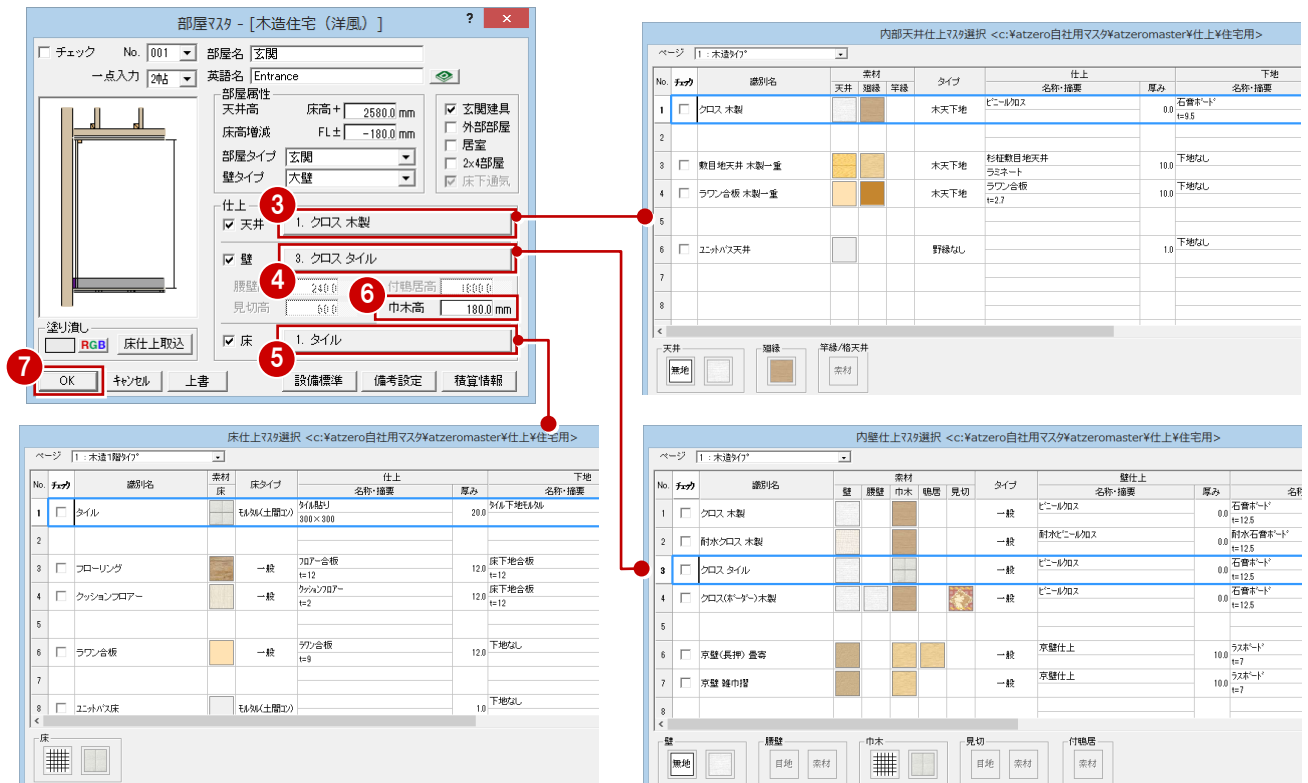 部屋ﾏｽﾀ - [木造住宅（洋風）]
?
×
チェック
No. 001
部屋名 玄関
一点入力 2帖
英語名 Entrance
部屋属性
天井高 床高+ 2580.0 mm
床高増減 FL± -180.0 mm
部屋タイプ 玄関
壁タイプ 大壁
玄関建具
外部部屋
居室
2x4部屋
床下通気
仕上
3
天井 1. クロス 木製
壁 3. クロス タイル
4
付鴨居高 1800.0
見切高 60.0
6
巾木高 180.0 mm
床 1. タイル
5
塗り潰し
RGB 床仕上取込
7
OK ｷｬﾝｾﾙ 上書 設備標準 備考設定 積算情報
内部天井仕上ﾏｽﾀ選択 <c:¥atzero自社用マスタ¥atzeromaster¥仕上¥住宅用>
ページ 1 : 木造ﾀｲﾌﾟ
No. ﾁｪｯｸ 識別名 素材 タイプ 仕上 下地
天井 廻縁 竿縁 名称・摘要 厚み 名称・摘要
1 クロス 木製 木天下地 ﾋﾞﾆｰﾙｸﾛｽ 0.0 石膏ﾎﾞｰﾄﾞ
t=9.5
2
3 敷目地天井 木製一重 木天下地 杉柾敷目地天井 10.0 下地なし
ラミネート
4 ラワン合板 木製一重 木天下地 ラワン合板 10.0 下地なし
t=2.7
5
6 ﾕﾆｯﾄﾊﾞｽ天井 野縁なし 1.0 下地なし
7
8
天井 廻縁 竿縁/格天井
無地 素材
床仕上ﾏｽﾀ選択 <c:¥atzero自社用マスタ¥atzeromaster¥仕上¥住宅用>
ページ 1 : 木造1階ﾀｲﾌﾟ
No. ﾁｪｯｸ 識別名 素材 床タイプ 仕上 下地
床 名称・摘要 厚み 名称・摘要
1 タイル ﾓﾙﾀﾙ(土間ｺﾝ) ﾀｲﾙ貼り 20.0 ﾀｲﾙ下地ﾓﾙﾀﾙ
300×300
2
3 フローリング 一般 ﾌﾛｱｰ合板 12.0 床下地合板
t=12 t=12
4 クッションフロアー 一般 ｸｯｼｮﾝﾌﾛｱｰ 12.0 床下地合板
t=2 t=12
5
6 ラワン合板 一般 ﾗﾜﾝ合板 12.0 下地なし
t=9
7
8 ﾕﾆｯﾄﾊﾞｽ床 ﾓﾙﾀﾙ(土間ｺﾝ) 1.0 下地なし
床
内壁仕上ﾏｽﾀ選択 <c:¥atzero自社用マスタ¥atzeromaster¥仕上¥住宅用>
ページ 1 : 木造ﾀｲﾌﾟ
No. ﾁｪｯｸ 識別名 素材 タイプ 壁仕上
壁 腰壁 巾木 鴨居 見切 名称・摘要 厚み
1 クロス 木製 一般 ﾋﾞﾆｰﾙｸﾛｽ 0.0 石膏ﾎﾞｰﾄﾞ
t=12.5
2 耐水クロス 木製 一般 耐水ﾋﾞﾆｰﾙｸﾛｽ 0.0 耐水石膏ﾎﾞｰﾄﾞ
t=12.5
3 クロス タイル 一般 ﾋﾞﾆｰﾙｸﾛｽ 0.0 石膏ﾎﾞｰﾄﾞ
t=12.5
4 クロス(ﾎﾞｰﾀﾞｰ)木製 一般 ﾋﾞﾆｰﾙｸﾛｽ 0.0 石膏ﾎﾞｰﾄﾞ
t=12.5
5
6 京壁(長押) 畳寄 一般 京壁仕上 10.0 ﾗｽﾎﾞｰﾄﾞ
t=7
7 京壁 雑巾摺 一般 京壁仕上 10.0 ﾗｽﾎﾞｰﾄﾞ
t=7
8
壁 腰壁 巾木 見切 付鴨居
無地 目地 素材 目地 素材 素材